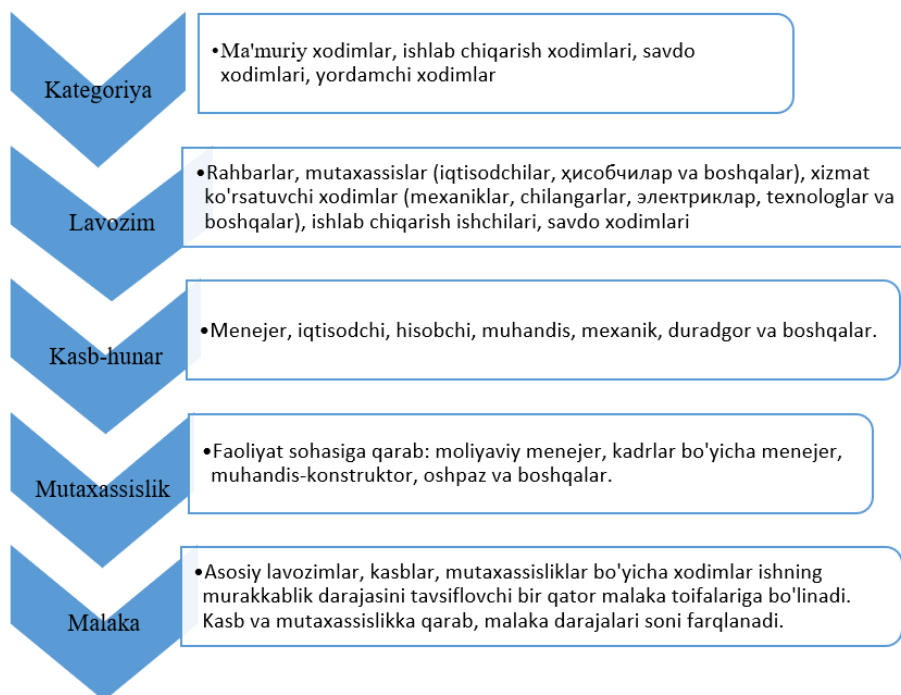 Kategoriya
•Ma'muriy xodimlar, ishlab chiqarish xodimlari, savdo
xodimlari, yordamchi xodimlar
Lavozim
•Rahbarlar, mutaxassislar (iqtisodchilar, ҳисобчилар va boshqalar), xizmat
ko'rsatuvchi xodimlar (mexaniklar, chilangarlar, электриклар, texnologlar va
boshqalar), ishlab chiqarish ishchilari, savdo xodimlari
Kasb-hunar
•Menejer, iqtisodchi, hisobchi, muhandis, mexanik, duradgor va boshqalar.
Mutaxassislik
•Faoliyat sohasiga qarab: moliyaviy menejer, kadrlar bo'yicha menejer,
muhandis-konstruktor, oshpaz va boshqalar.
Malaka
•Asosiy lavozimlar, kasblar, mutaxassisliklar bo'yicha xodimlar ishning
murakkablik darajasini tavsiflovchi bir qator malaka toifalariga bo'linadi.
Kasb va mutaxassislikka qarab, malaka darajalari soni farqlanadi.